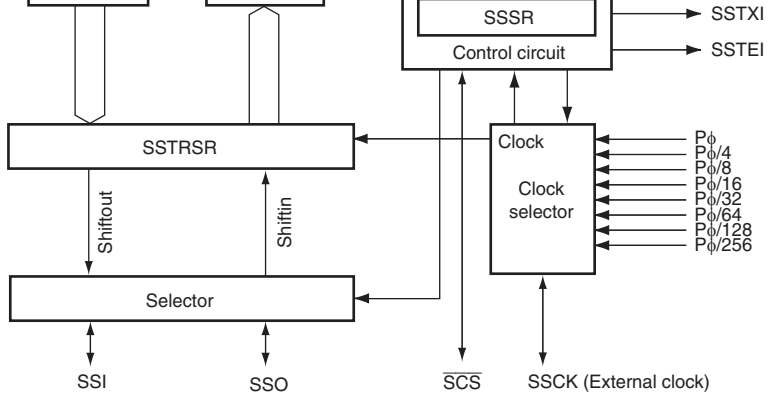 SSSR
Control circuit
SSTXI
SSTEI
SSTRSR
Clock
Clock
selector
Pϕ
Pϕ/4
Pϕ/8
Pϕ/16
Pϕ/32
Pϕ/64
Pϕ/128
Pϕ/256
Shiftout
Shiftin
Selector
SSI
SSO
S̅C̅S̅
SSCK (External clock)